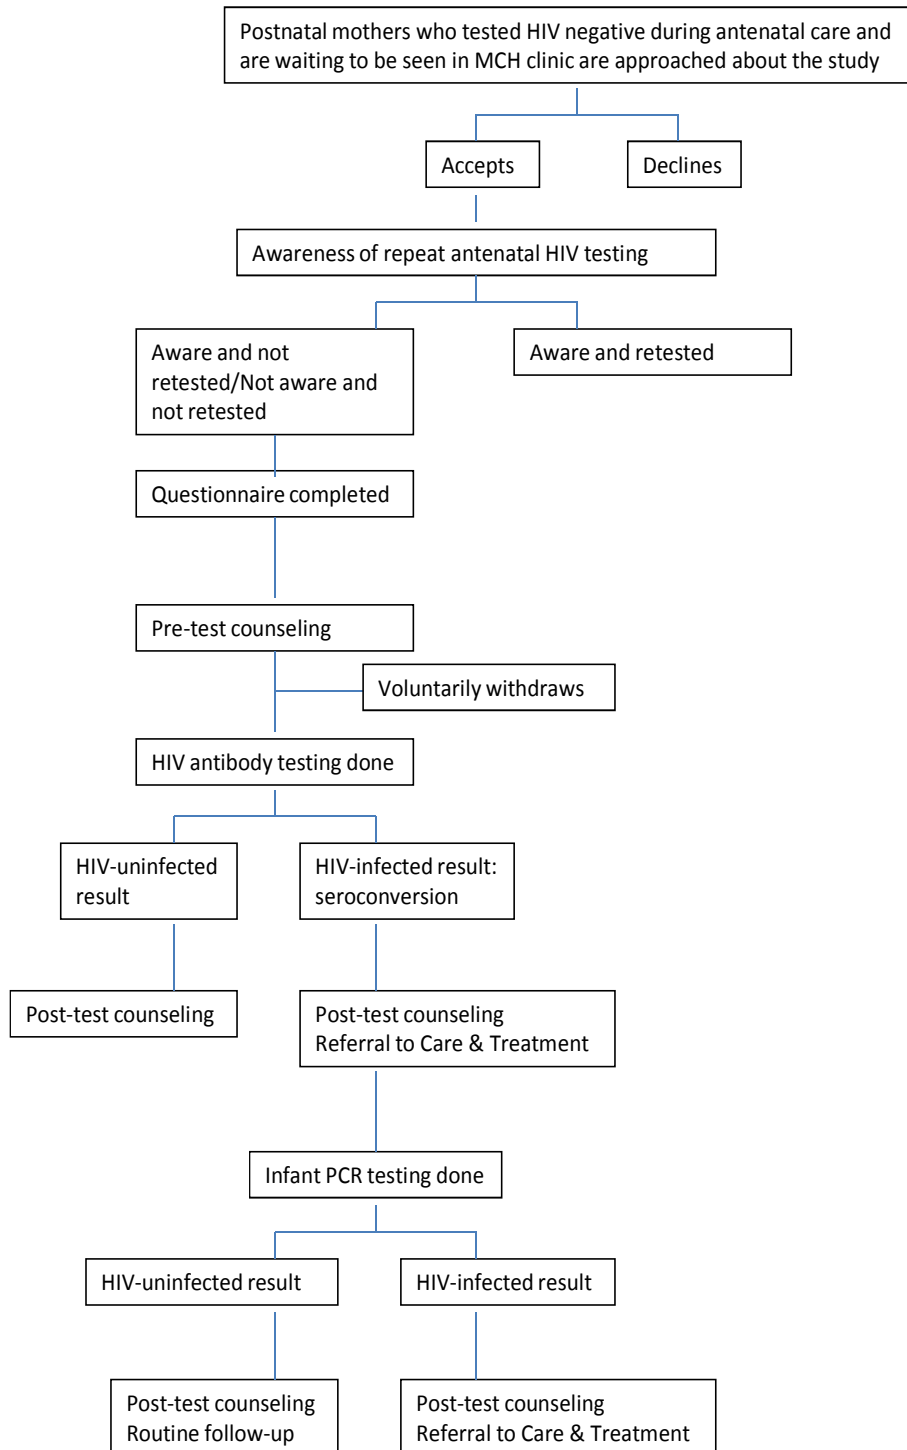 Postnatal mothers who tested HIV negative during antenatal care and
are waiting to be seen in MCH clinic are approached about the study
Accepts
Declines
Awareness of repeat antenatal HIV testing
Aware and not
retested/Not aware and
not retested
Aware and retested
Questionnaire completed
Pre-test counseling
Voluntarily withdraws
HIV antibody testing done
HIV-uninfected
result
HIV-infected result:
seroconversion
Post-test counseling
Post-test counseling
Referral to Care & Treatment
Infant PCR testing done
HIV-uninfected result
HIV-infected result
Post-test counseling
Routine follow-up
Post-test counseling
Referral to Care & Treatment